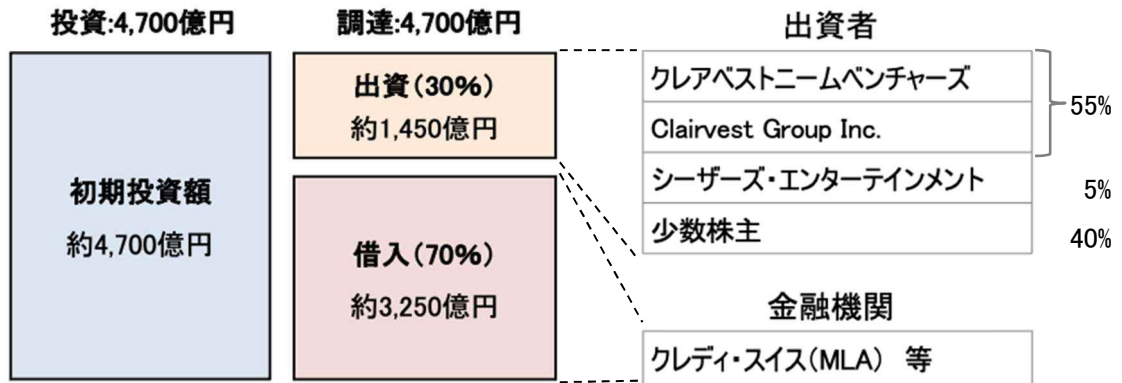 投資:4,700億円
初期投資額
約4,700億円
調達:4,700億円
出資(30%)
約1,450億円
借入(70%)
約3,250億円
出資者
クレアベストニームベンチャーズ
Clairvest Group Inc.
55%
シーザーズ・エンターテインメント
5%
少数株主
40%
金融機関
クレディ・スイス(MLA) 等